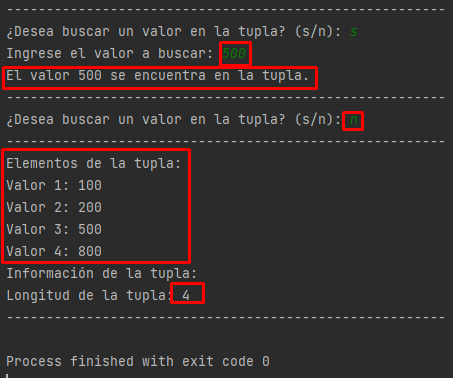 -------------------------------------------------------
¿Desea buscar un valor en la tupla? (s/n): s
Ingrese el valor a buscar: 500
El valor 500 se encuentra en la tupla.
-------------------------------------------------------
¿Desea buscar un valor en la tupla? (s/n): n
-------------------------------------------------------
Elementos de la tupla:
Valor 1: 100
Valor 2: 200
Valor 3: 500
Valor 4: 800
Información de la tupla:
Longitud de la tupla: 4
-------------------------------------------------------
Process finished with exit code 0